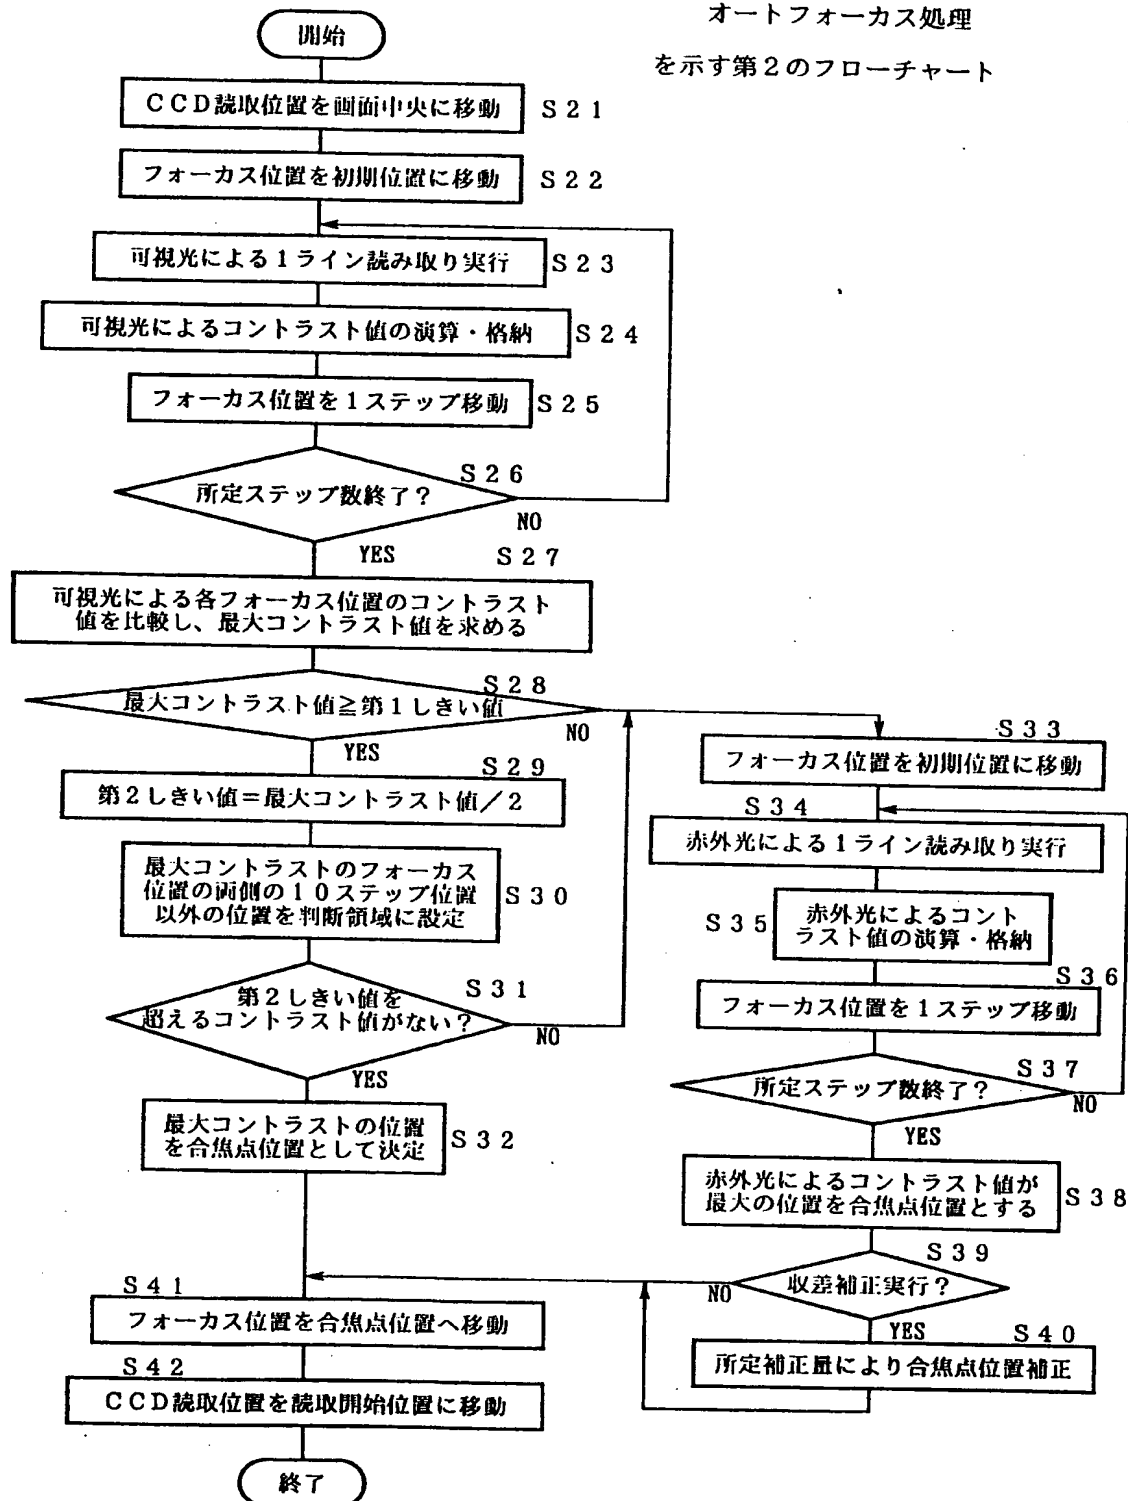 オートフォーカス処理
を示す第2のフローチャート
開始
CCD読取位置を画面中央に移動
S21
フォーカス位置を初期位置に移動
S22
可視光による1ライン読み取り実行
S23
可視光によるコントラスト値の演算・格納
S24
フォーカス位置を1ステップ移動
S25
S26
所定ステップ数終了?
NO
YES
S27
可視光による各フォーカス位置のコントラスト
値を比較し、最大コントラスト値を求める
S28
最大コントラスト値≧第1しきい値
NO
YES
S29
第2しきい値=最大コントラスト値/2
最大コントラストのフォーカス
位置の両側の10ステップ位置
以外の位置を判断領域に設定
S30
S31
第2しきい値を
超えるコントラスト値がない?
NO
YES
最大コントラストの位置
を合焦点位置として決定
S32
S33
フォーカス位置を初期位置に移動
S34
赤外光による1ライン読み取り実行
S35
赤外光によるコント
ラスト値の演算・格納
S36
フォーカス位置を1ステップ移動
S37
所定ステップ数終了?
NO
YES
赤外光によるコントラスト値が
最大の位置を合焦点位置とする
S38
S39
収差補正実行?
NO
YES
S40
所定補正量により合焦点位置補正
S41
フォーカス位置を合焦点位置へ移動
S42
CCD読取位置を読取開始位置に移動
終了